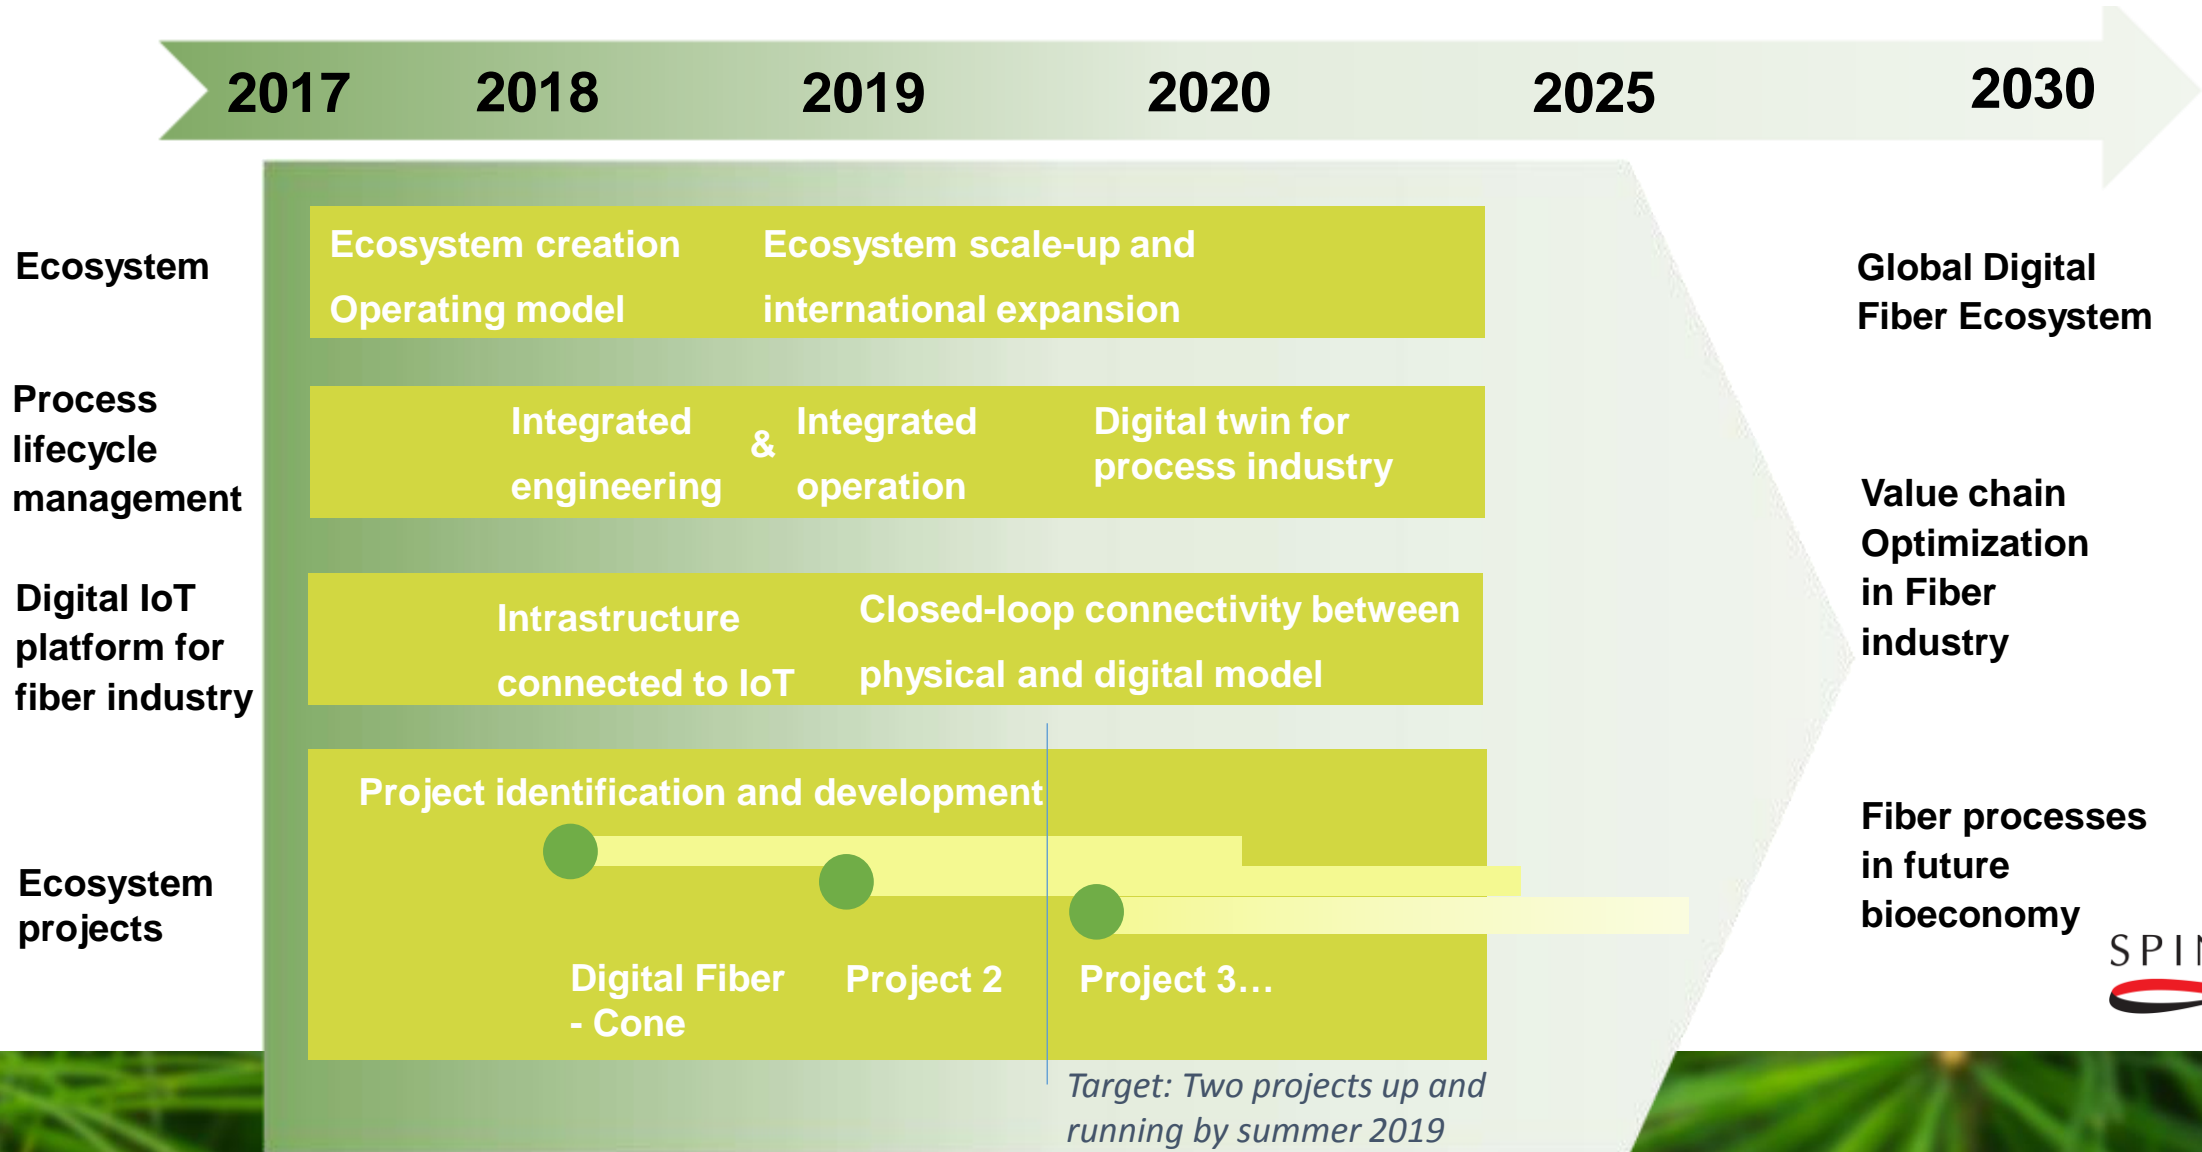 2017 2018 2019 2020 2025 2030
Ecosystem
Ecosystem creation
Operating model
Ecosystem scale-up and
international expansion
Global Digital
Fiber Ecosystem
Process
lifecycle
management
Integrated
engineering
&
Integrated
operation
Digital twin for
process industry
Value chain
Optimization
in Fiber
industry
Digital IoT
platform for
fiber industry
Intrastructure
connected to IoT
Closed-loop connectivity between
physical and digital model
Ecosystem
projects
Project identification and development
Digital Fiber
- Cone
Project 2
Project 3…
Fiber processes
in future
bioeconomy
Target: Two projects up and
running by summer 2019